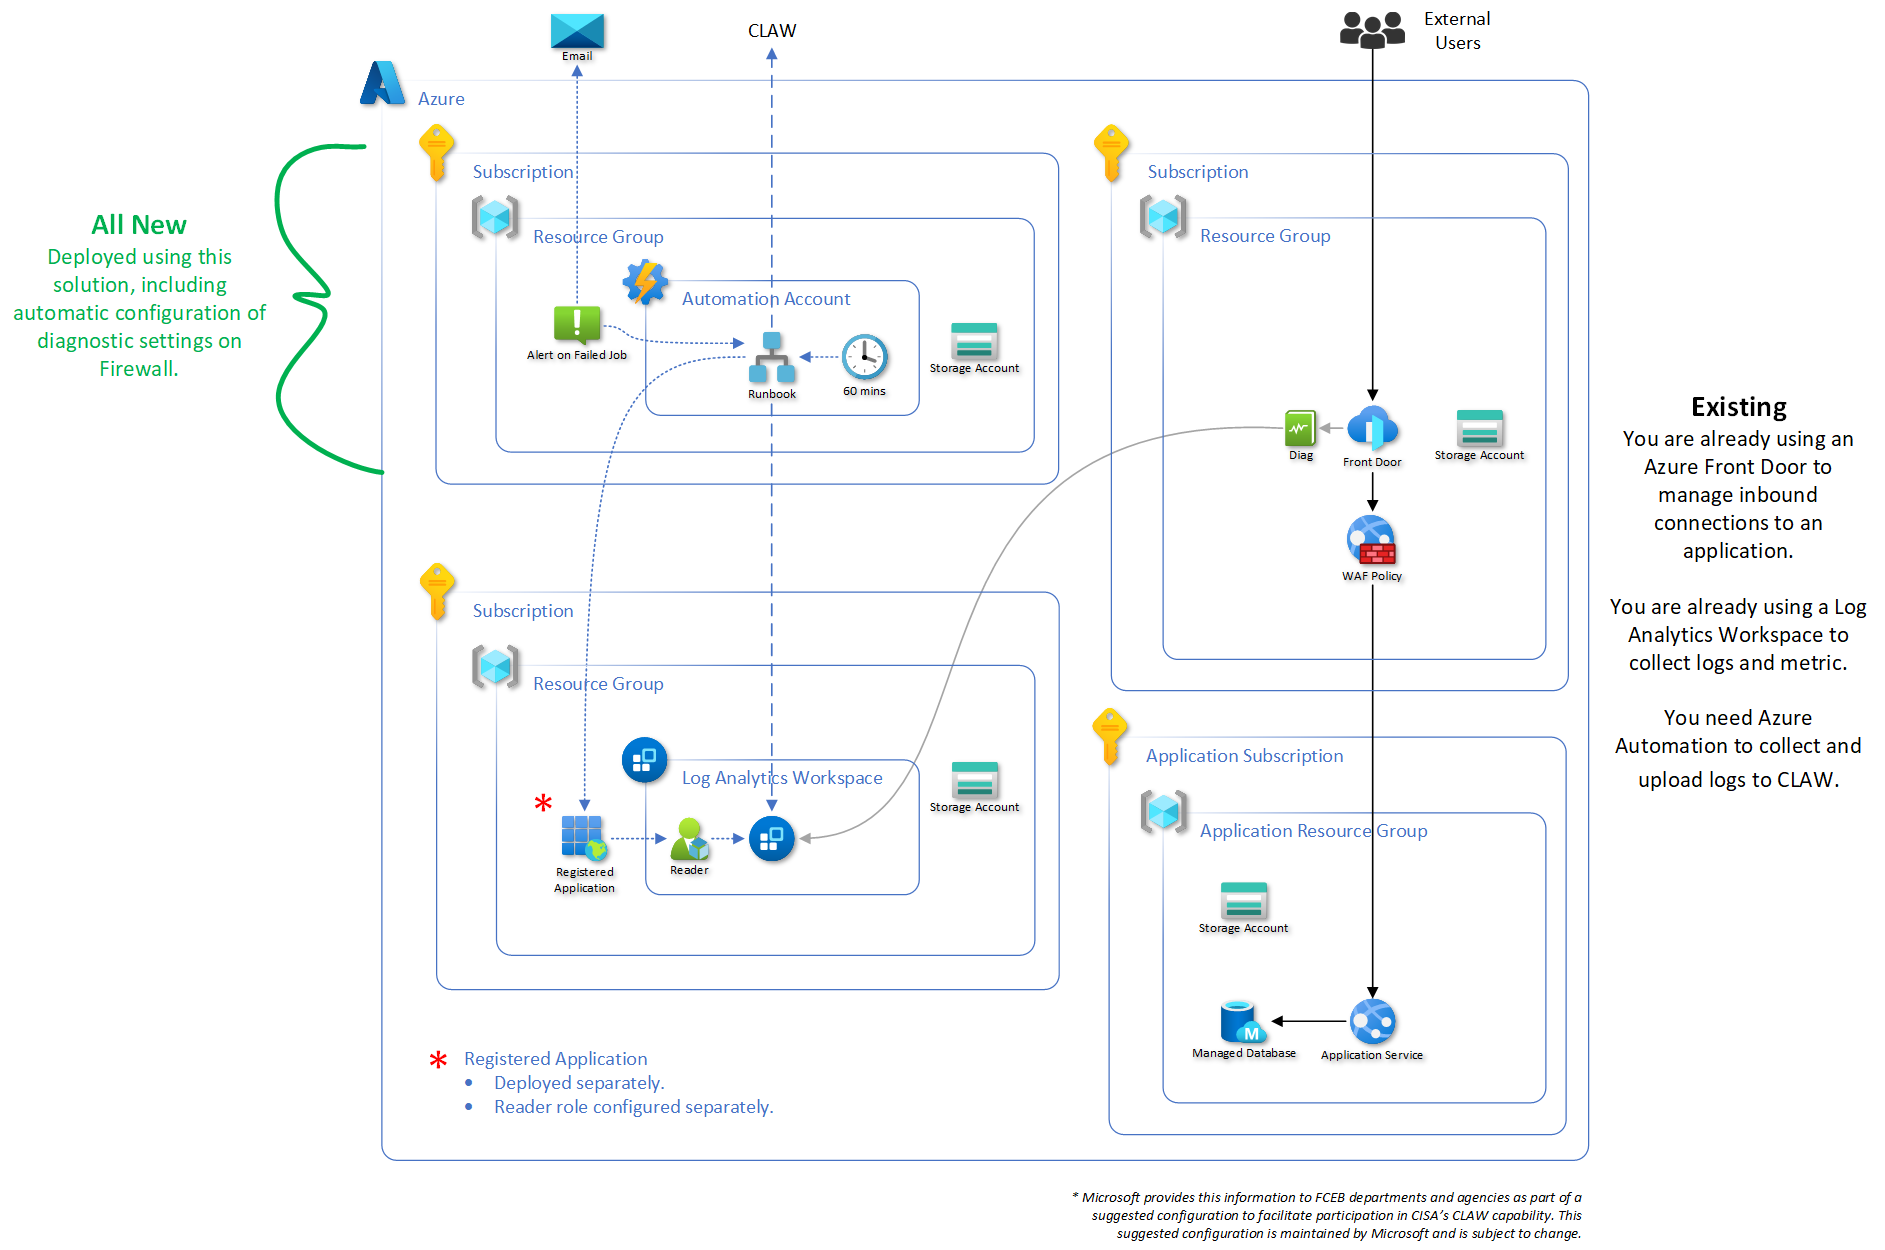 Email
CLAW
External
Users
Azure
All New
Deployed using this
solution, including
automatic configuration of
diagnostic settings on
Firewall.
Subscription
Resource Group
Automation Account
Alert on Failed Job
Runbook
60 mins
Storage Account
Subscription
Resource Group
Diag
Front Door
Storage Account
WAF Policy
Existing
You are already using an
Azure Front Door to
manage inbound
connections to an
application.
You are already using a Log
Analytics Workspace to
collect logs and metric.
You need Azure
Automation to collect and
upload logs to CLAW.
Subscription
Resource Group
Log Analytics Workspace
Storage Account
*
Registered
Application
Reader
Application Subscription
Application Resource Group
Storage Account
M
Managed Database
Application Service
* Registered Application
• Deployed separately.
• Reader role configured separately.
* Microsoft provides this information to FCEB departments and agencies as part of a
suggested configuration to facilitate participation in CISA's CLAW capability. This
suggested configuration is maintained by Microsoft and is subject to change.